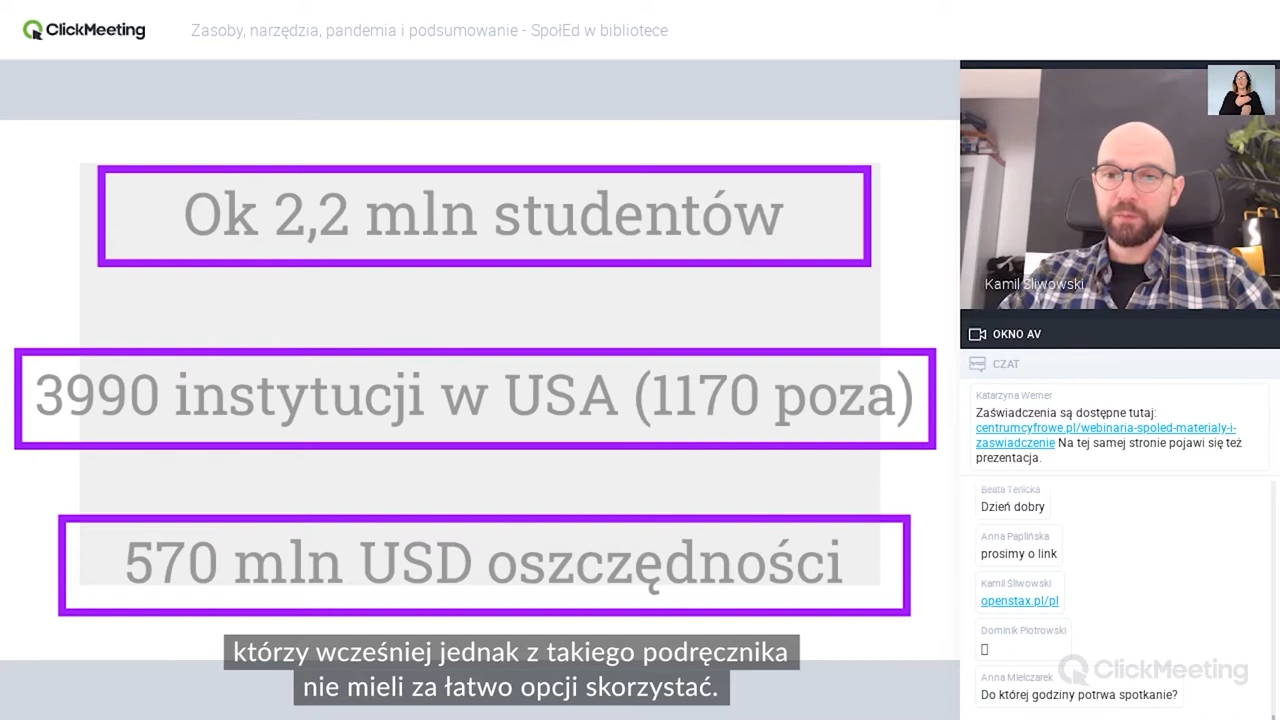 ClickMeeting
Zasoby, narzędzia, pandemia i podsumowanie - SpołEd w bibliotece
Ok 2,2 mln studentów
3990 instytucji w USA (1170 poza)
570 mln USD oszczędności
którzy wcześniej jednak z takiego podręcznika
nie mieli za łatwo opcji skorzystać.
Kamil Śliwowski
OKNO AV
CZAT
Katarzyna Werner
Zaświadczenia są dostępne tutaj:
centrumcyfrowe.pl/webinaria-spoled-materialy-i-
zaswiadczenie Na tej samej stronie pojawi się też
prezentacja.
Beata Terlicka
Dzień dobry
Anna Paplińska
prosimy o link
Kamil Śliwowski
openstax.pl/pl
Dominik Piotrowski
Anna Mielczarek
Do której godziny potrwa spotkanie?
ClickMeeting